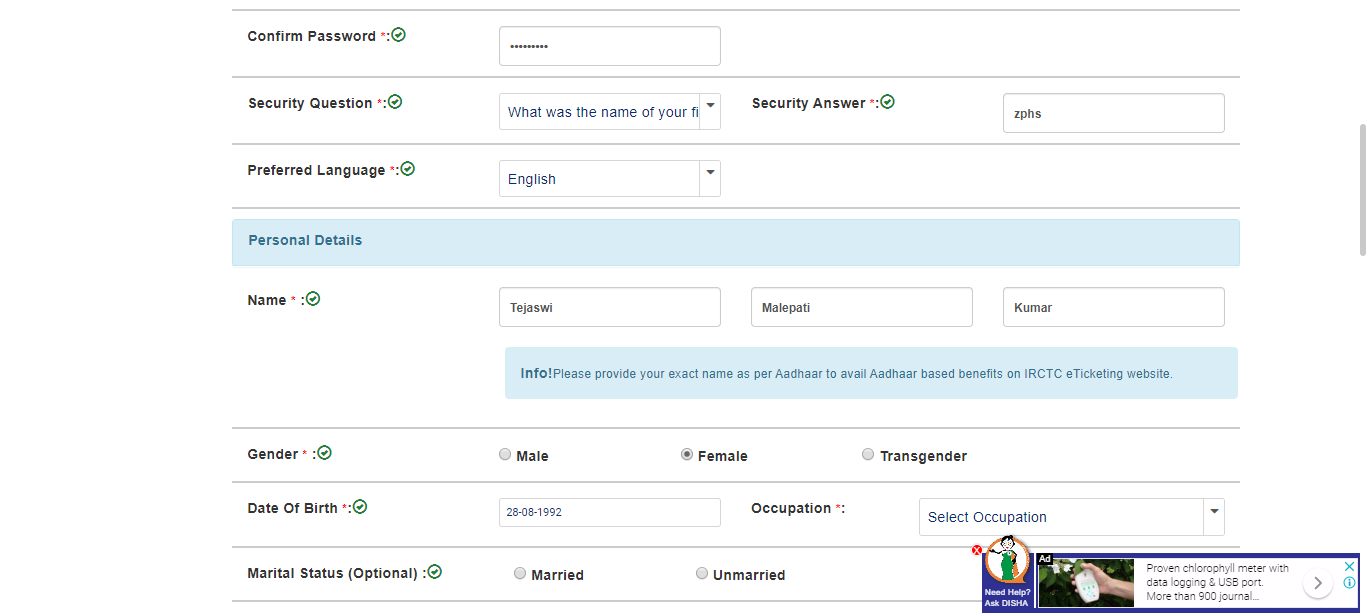 Confirm Password *:
•••••••••
Security Question *:
What was the name of your fi
Security Answer *:
zphs
Preferred Language *:
English
Personal Details
Name * :
Tejaswi
Malepati
Kumar
Info!Please provide your exact name as per Aadhaar to avail Aadhaar based benefits on IRCTC eTicketing website.
Gender * :
Male
Female
Transgender
Date Of Birth *:
28-08-1992
Occupation *:
Select Occupation
Marital Status (Optional) :
Married
Unmarried
X
Need Help?
Ask DISHA
Ad
Proven chlorophyll meter with
data logging & USB port.
More than 900 journal...